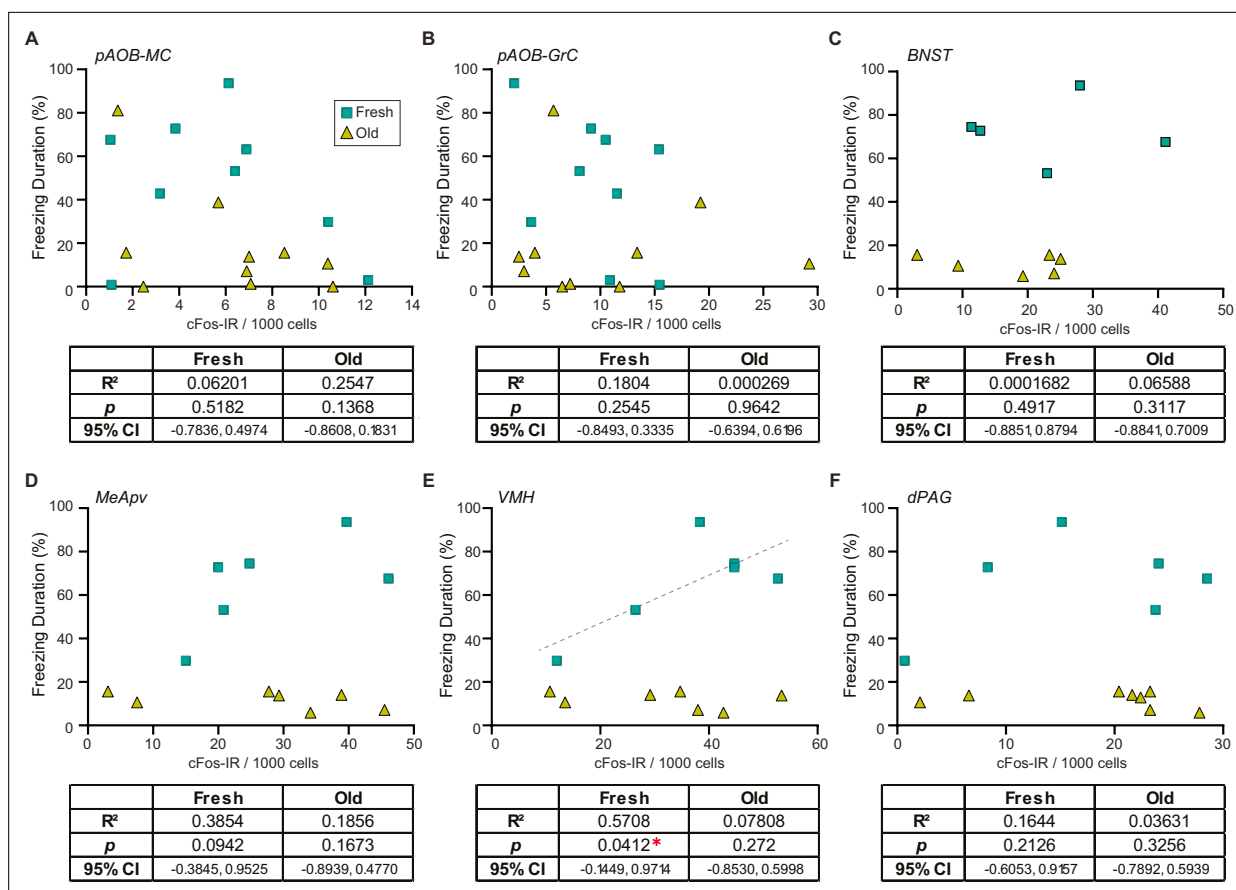 A
pAOB-MC
Freezing Duration (%)
100
80
60
40
20
0
0 2 4 6 8 10 12 14
cFos-IR / 1000 cells
Fresh
Old
Fresh Old
R² 0.06201 0.2547
p 0.5182 0.1368
95% CI -0.7836, 0.4974 -0.8608, 0.1831
B
pAOB-GrC
Freezing Duration (%)
100
80
60
40
20
0
0 5 10 15 20 25 30
cFos-IR / 1000 cells
Fresh Old
R² 0.1804 0.000269
p 0.2545 0.9642
95% CI -0.8493, 0.3335 -0.6394, 0.6196
C
BNST
Freezing Duration (%)
100
80
60
40
20
0
0 10 20 30 40 50
cFos-IR / 1000 cells
Fresh Old
R² 0.0001682 0.06588
p 0.4917 0.3117
95% CI -0.8851, 0.8794 -0.8841, 0.7009
D
MeApv
Freezing Duration (%)
100
80
60
40
20
0
0 10 20 30 40 50
cFos-IR / 1000 cells
Fresh Old
R² 0.3854 0.1856
p 0.0942 0.1673
95% CI -0.3845, 0.9525 -0.8939, 0.4770
E
VMH
Freezing Duration (%)
100
80
60
40
20
0
0 20 40 60
cFos-IR / 1000 cells
Fresh Old
R² 0.5708 0.07808
p 0.0412* 0.272
95% CI -0.1449, 0.9714 -0.8530, 0.5998
F
dPAG
Freezing Duration (%)
100
80
60
40
20
0
0 10 20 30
cFos-IR / 1000 cells
Fresh Old
R² 0.1644 0.03631
p 0.2126 0.3256
95% CI -0.6053, 0.9157 -0.7892, 0.5939